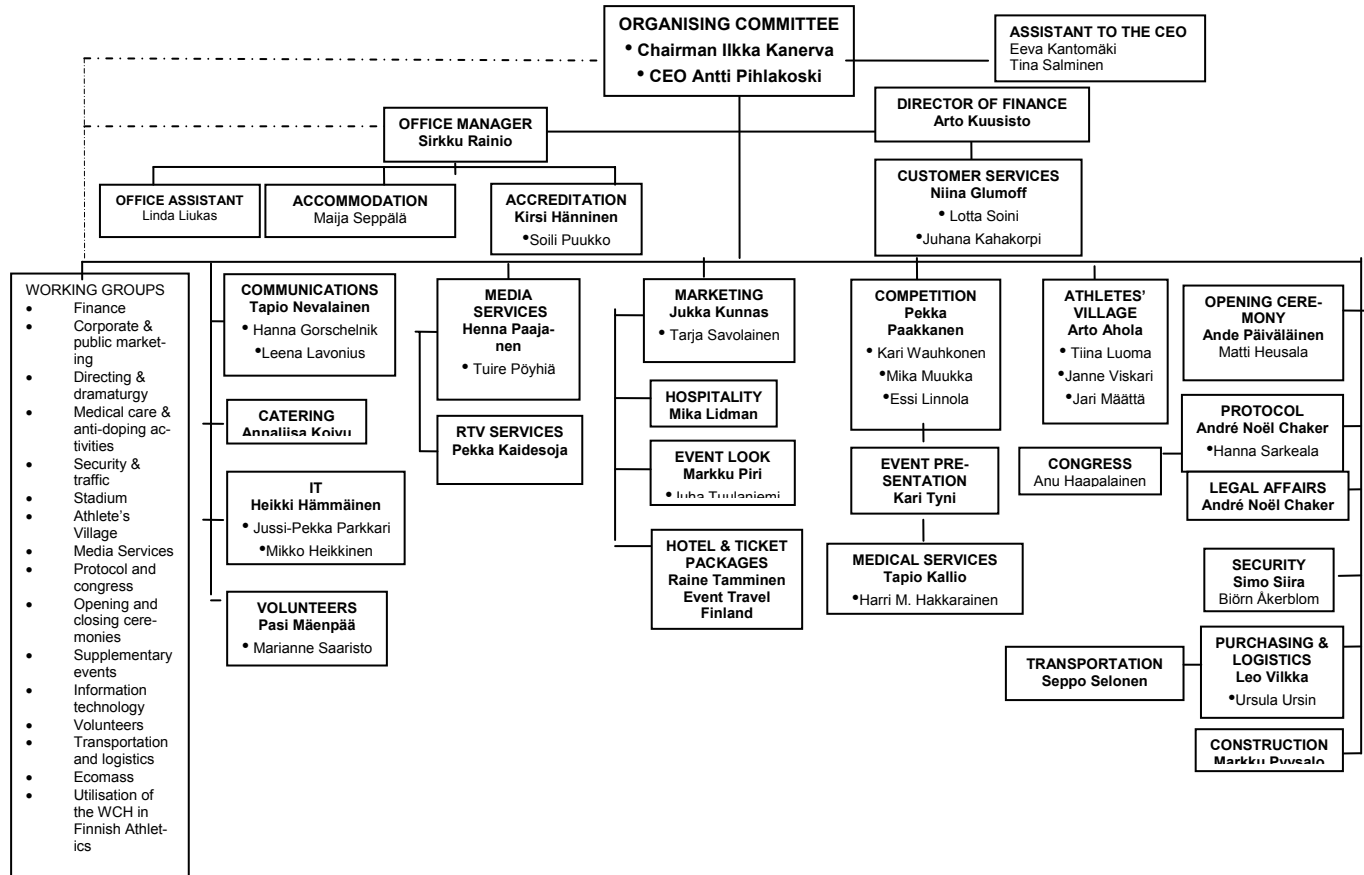 ORGANISING COMMITTEE
• Chairman Ilkka Kanerva
• CEO Antti Pihlakoski
ASSISTANT TO THE CEO
Eeva Kantomäki
Tina Salminen
DIRECTOR OF FINANCE
Arto Kuusisto
OFFICE MANAGER
Sirkku Rainio
OFFICE ASSISTANT
Linda Liukas
ACCOMMODATION
Maija Seppälä
ACCREDITATION
Kirsi Hänninen
•Soili Puukko
CUSTOMER SERVICES
Niina Glumoff
• Lotta Soini
•Juhana Kahakorpi
WORKING GROUPS
• Finance
• Corporate &
public market-
ing
• Directing &
dramaturgy
• Medical care &
anti-doping ac-
tivities
• Security &
traffic
• Stadium
• Athlete's
Village
• Media Services
• Protocol and
congress
• Opening and
closing cere-
monies
• Supplementary
events
• Information
technology
• Volunteers
• Transportation
and logistics
• Ecomass
• Utilisation of
the WCH in
Finnish Athlet-
ics
COMMUNICATIONS
Tapio Nevalainen
• Hanna Gorschelnik
•Leena Lavonius
CATERING
Annaliisa Koivu
IT
Heikki Hämmäinen
• Jussi-Pekka Parkkari
•Mikko Heikkinen
VOLUNTEERS
Pasi Mäenpää
• Marianne Saaristo
MEDIA
SERVICES
Henna Paaja-
nen
• Tuire Pöyhiä
RTV SERVICES
Pekka Kaidesoja
MARKETING
Jukka Kunnas
• Tarja Savolainen
HOSPITALITY
Mika Lidman
EVENT LOOK
Markku Piri
• Juha Tuulaniemi
HOTEL & TICKET
PACKAGES
Raine Tamminen
Event Travel
Finland
COMPETITION
Pekka
Paakkanen
• Kari Wauhkonen
•Mika Muukka
•Essi Linnola
EVENT PRE-
SENTATION
Kari Tyni
MEDICAL SERVICES
Tapio Kallio
•Harri M. Hakkarainen
ATHLETES'
VILLAGE
Arto Ahola
• Tiina Luoma
•Janne Viskari
•Jari Määttä
CONGRESS
Anu Haapalainen
TRANSPORTATION
Seppo Selonen
OPENING CERE-
MONY
Ande Päiväläinen
Matti Heusala
PROTOCOL
André Noël Chaker
•Hanna Sarkeala
LEGAL AFFAIRS
André Noël Chaker
SECURITY
Simo Siira
Björn Åkerblom
PURCHASING &
LOGISTICS
Leo Vilkka
•Ursula Ursin
CONSTRUCTION
Markku Pyysalo